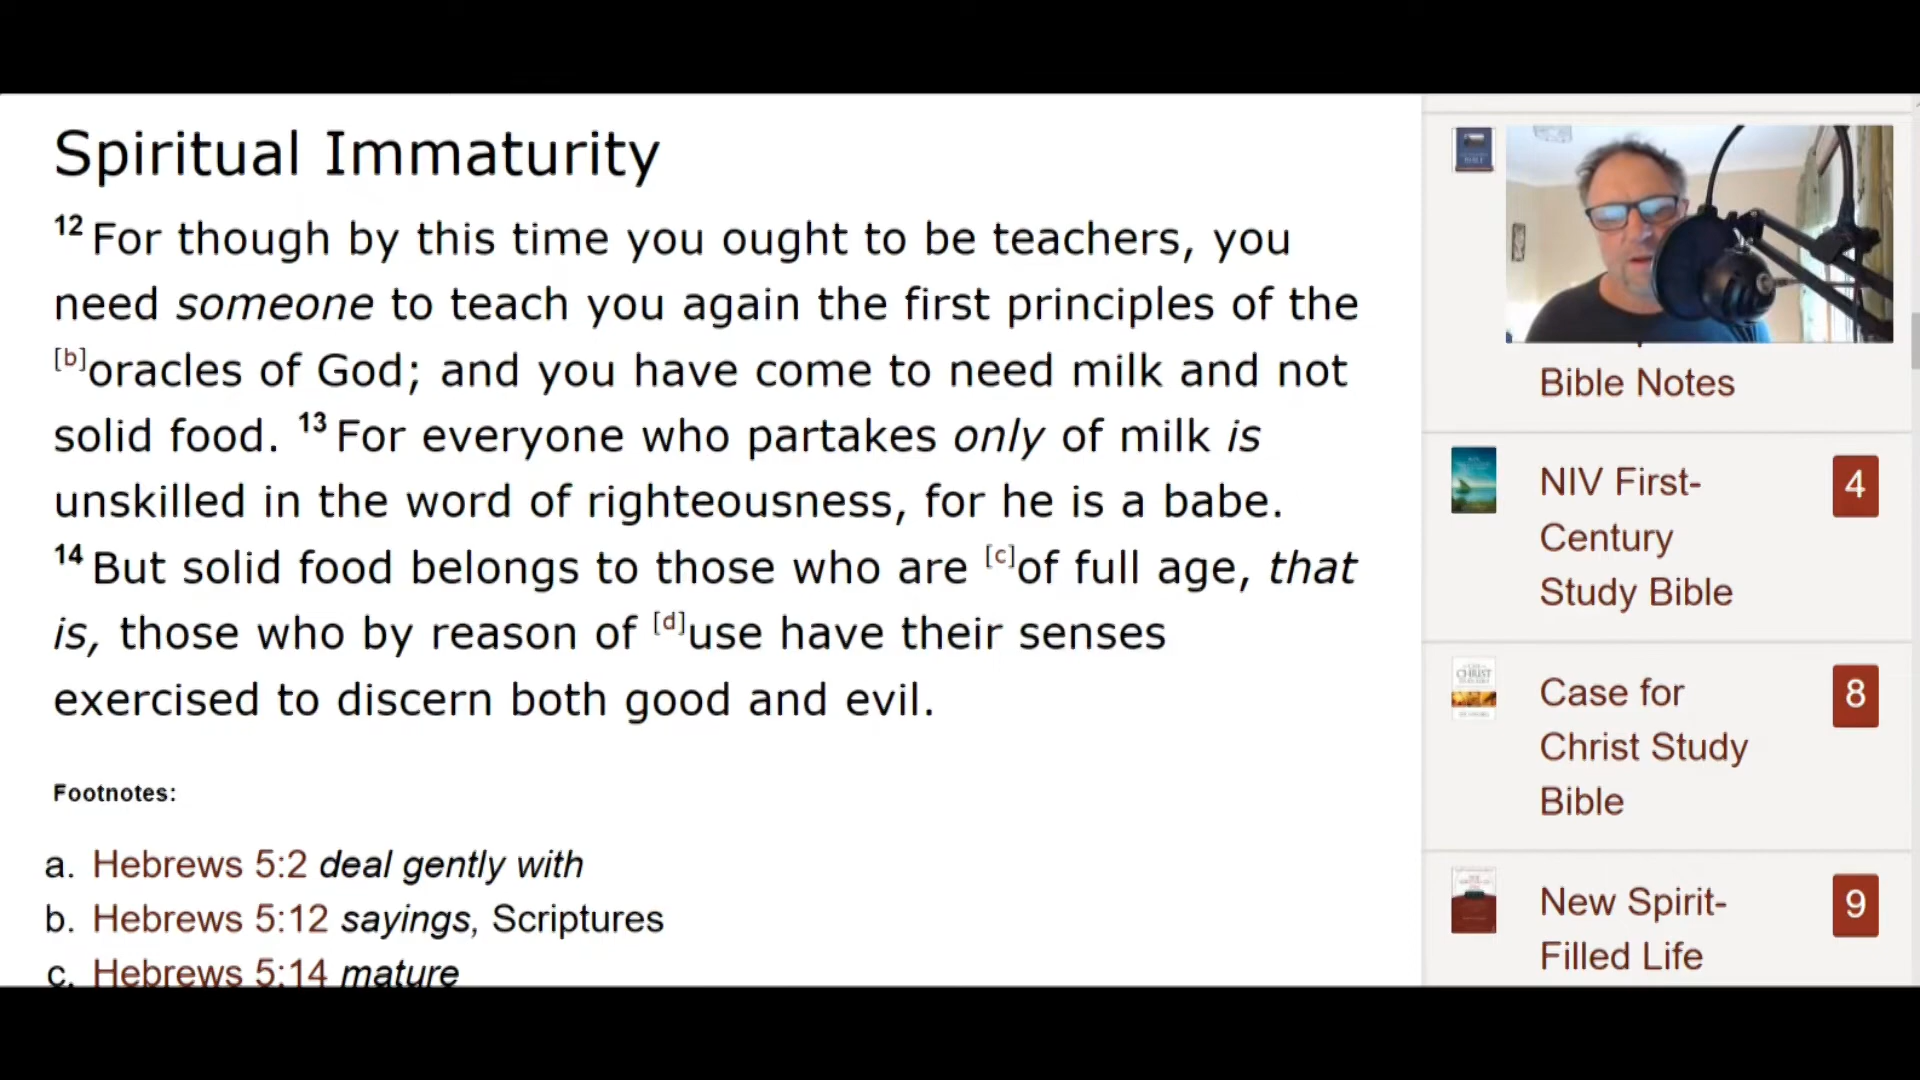 Spiritual Immaturity
12 For though by this time you ought to be teachers, you
need someone to teach you again the first principles of the
[b]oracles of God; and you have come to need milk and not
solid food. 13 For everyone who partakes only of milk is
unskilled in the word of righteousness, for he is a babe.
14 But solid food belongs to those who are [c]of full age, that
is, those who by reason of [d]use have their senses
exercised to discern both good and evil.
Footnotes:
a. Hebrews 5:2 deal gently with
b. Hebrews 5:12 sayings, Scriptures
c. Hebrews 5:14 mature
BIBLE
Bible Notes
NIV First-
Century
Study Bible
4
CHRIST
Case for
Christ Study
Bible
8
New Spirit-
Filled Life
9